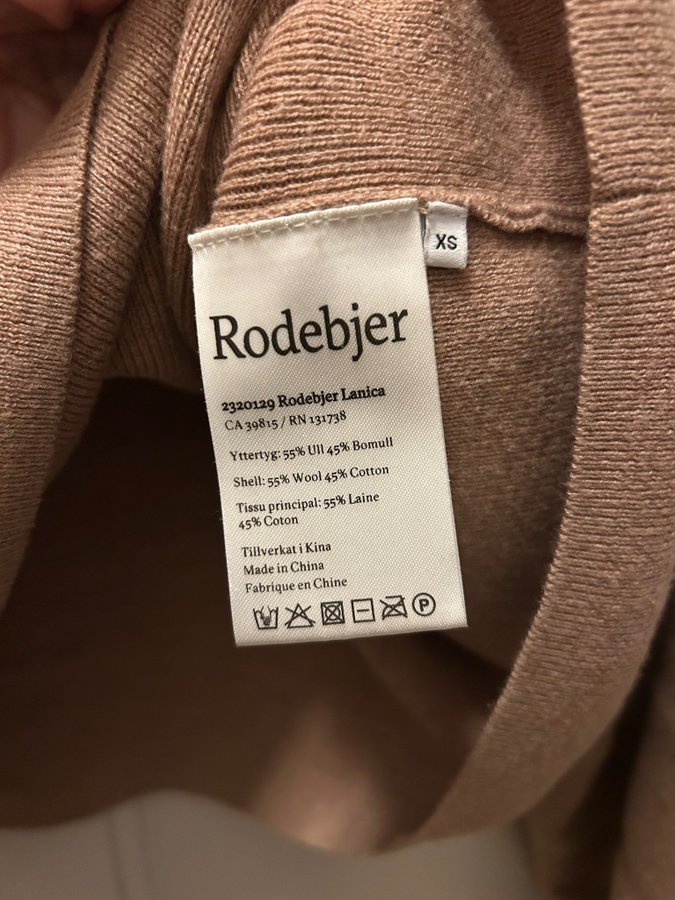 XS
Rodebjer
2320129 Rodebjer Lanica
CA 39815 / RN 131738
Yttertyg: 55% Ull 45% Bomull
Shell: 55% Wool 45% Cotton
Tissu principal: 55% Laine
45% Coton
Tillverkat i Kina
Made in China
Fabrique en Chine
P